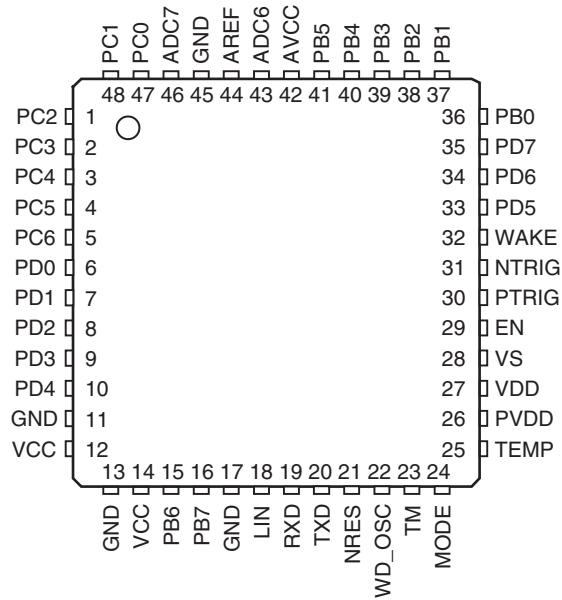 PC1 PC0 ADC7 GND AREF ADC6 AVCC PB5 PB4 PB3 PB2 PB1
48 47 46 45 44 43 42 41 40 39 38 37
PC2 1 36 PB0
PC3 2 35 PD7
PC4 3 34 PD6
PC5 4 33 PD5
PC6 5 32 WAKE
PD0 6 31 NTRIG
PD1 7 30 PTRIG
PD2 8 29 EN
PD3 9 28 VS
PD4 10 27 VDD
GND 11 26 PVDD
VCC 12 25 TEMP
13 14 15 16 17 18 19 20 21 22 23 24
GND VCC PB6 PB7 GND LIN RXD TXD NRES WD_OSC TM MODE